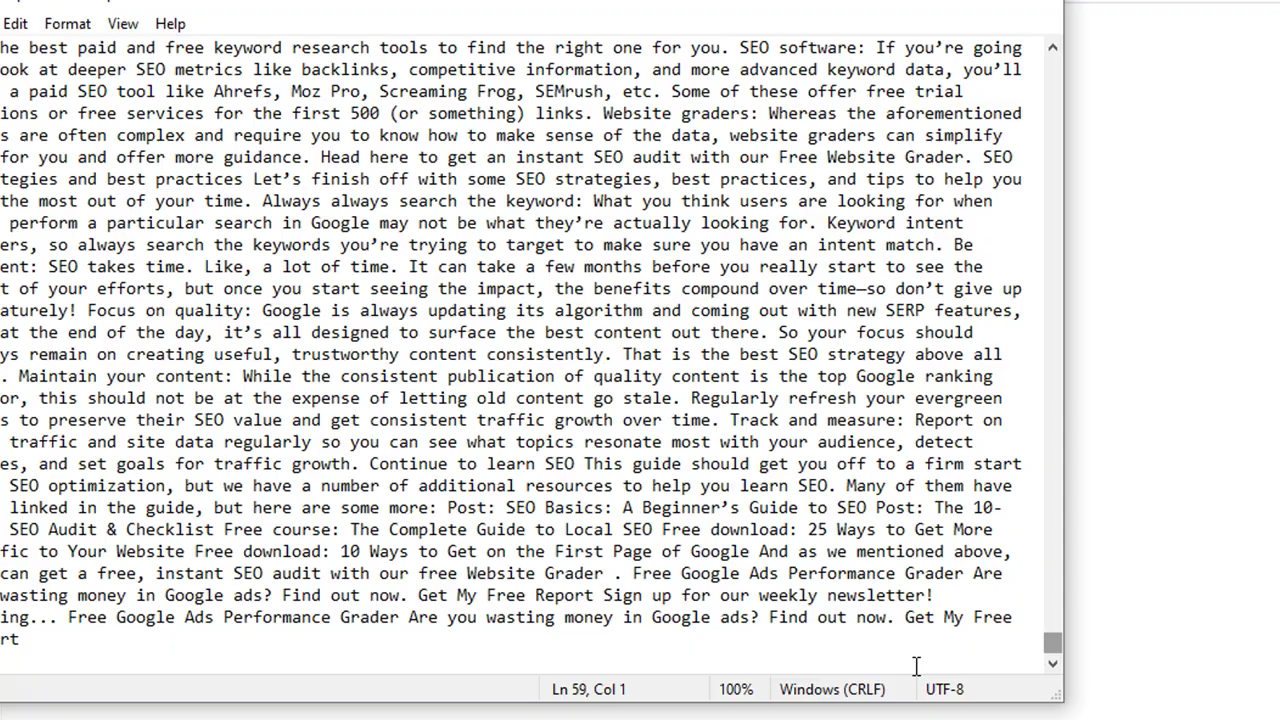 Edit Format View Help
he best paid and free keyword research tools to find the right one for you. SEO software: If you’re going
ook at deeper SEO metrics like backlinks, competitive information, and more advanced keyword data, you’ll
a paid SEO tool like Ahrefs, Moz Pro, Screaming Frog, SEMrush, etc. Some of these offer free trial
ions or free services for the first 500 (or something) links. Website graders: Whereas the aforementioned
s are often complex and require you to know how to make sense of the data, website graders can simplify
for you and offer more guidance. Head here to get an instant SEO audit with our Free Website Grader. SEO
tegies and best practices Let’s finish off with some SEO strategies, best practices, and tips to help you
the most out of your time. Always always search the keyword: What you think users are looking for when
perform a particular search in Google may not be what they’re actually looking for. Keyword intent
ers, so always search the keywords you’re trying to target to make sure you have an intent match. Be
ent: SEO takes time. Like, a lot of time. It can take a few months before you really start to see the
t of your efforts, but once you start seeing the impact, the benefits compound over time—so don’t give up
aturely! Focus on quality: Google is always updating its algorithm and coming out with new SERP features,
at the end of the day, it’s all designed to surface the best content out there. So your focus should
ys remain on creating useful, trustworthy content consistently. That is the best SEO strategy above all
. Maintain your content: While the consistent publication of quality content is the top Google ranking
or, this should not be at the expense of letting old content go stale. Regularly refresh your evergreen
s to preserve their SEO value and get consistent traffic growth over time. Track and measure: Report on
traffic and site data regularly so you can see what topics resonate most with your audience, detect
es, and set goals for traffic growth. Continue to learn SEO This guide should get you off to a firm start
SEO optimization, but we have a number of additional resources to help you learn SEO. Many of them have
linked in the guide, but here are some more: Post: SEO Basics: A Beginner’s Guide to SEO Post: The 10-
SEO Audit & Checklist Free course: The Complete Guide to Local SEO Free download: 25 Ways to Get More
fic to Your Website Free download: 10 Ways to Get on the First Page of Google And as we mentioned above,
can get a free, instant SEO audit with our free Website Grader . Free Google Ads Performance Grader Are
wasting money in Google ads? Find out now. Get My Free Report Sign up for our weekly newsletter!
ing... Free Google Ads Performance Grader Are you wasting money in Google ads? Find out now. Get My Free
rt
Ln 59, Col 1 100% Windows (CRLF) UTF-8